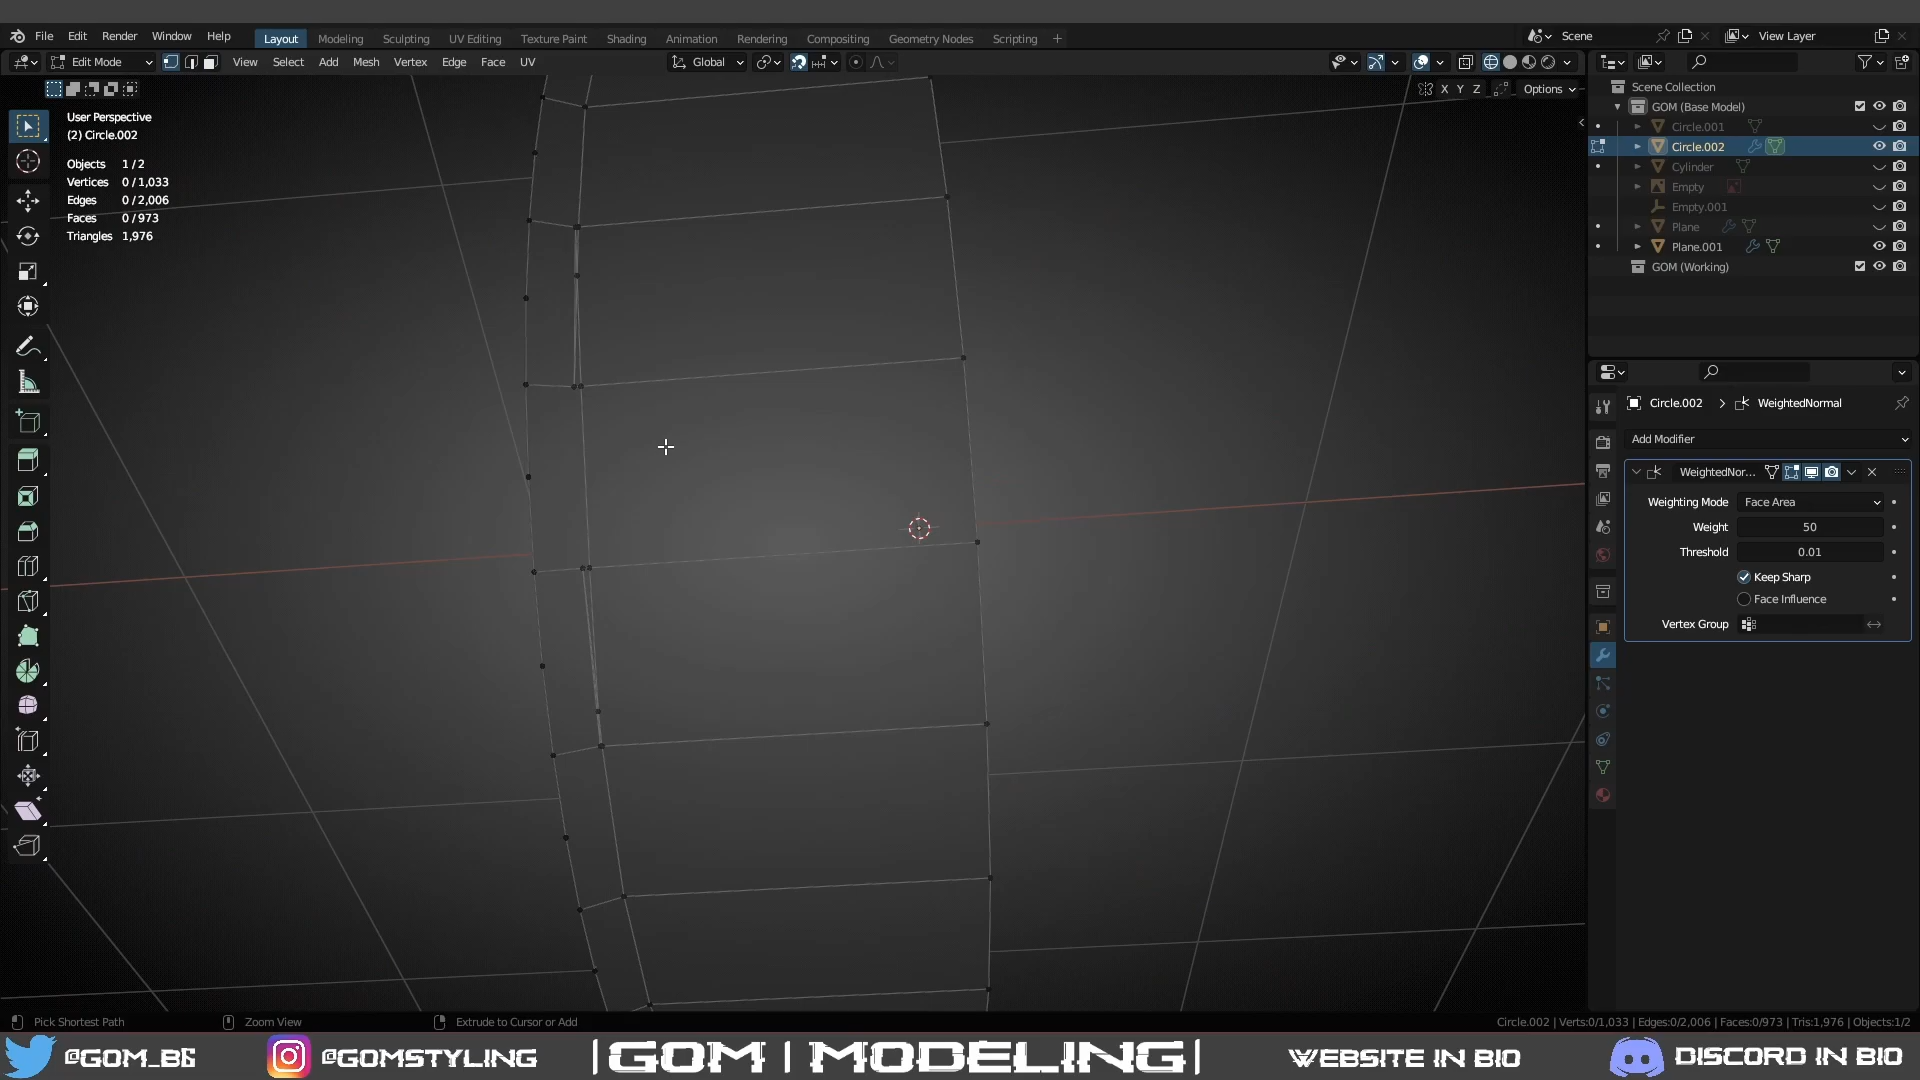 File Edit Render Window Help Layout Modeling Sculpting UV Editing Texture Paint Shading Animation Rendering Compositing Geometry Nodes Scripting + Scene View Layer
Edit Mode View Select Add Mesh Vertex Edge Face UV Global
X Y Z Options
User Perspective
(2) Circle.002
Objects 1/2
Vertices 0/1,033
Edges 0/2,006
Faces 0/973
Triangles 1,976
Scene Collection
GOM (Base Model)
Circle.001
Circle.002
Cylinder
Empty
Empty.001
Plane
Plane.001
GOM (Working)
Circle.002 > WeightedNormal
Add Modifier
WeightedNor...
Weighting Mode Face Area
Weight 50
Threshold 0.01
Keep Sharp
Face Influence
Vertex Group
Pick Shortest Path Zoom View Extrude to Cursor or Add Circle.002 | Verts:0/1,033 | Edges:0/2,006 | Faces:0/973 | Tris:1,976 | Objects:1/2
@GOM_B6 @GOMSTYLING |GOM | MODELING| WEBSITE IN BIO DISCORD IN BIO